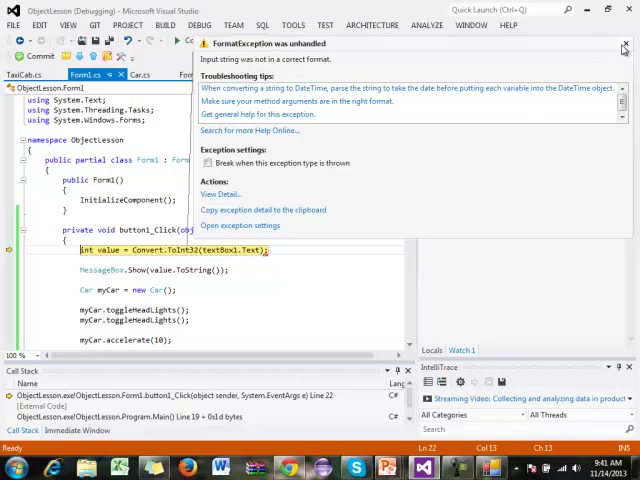 ObjectLesson (Debugging) - Microsoft Visual Studio
Quick Launch (Ctrl+Q)
FILE EDIT VIEW GIT PROJECT BUILD DEBUG TEAM SQL TOOLS TEST ARCHITECTURE ANALYZE WINDOW HELP
Commit
FormatException was unhandled
Input string was not in a correct format.
Troubleshooting tips:
When converting a string to DateTime, parse the string to take the date before putting each variable into the DateTime object.
Make sure your method arguments are in the right format.
Get general help for this exception.
Search for more Help Online...
Exception settings:
Break when this exception type is thrown
Actions:
View Detail...
Copy exception detail to the clipboard
Open exception settings
TaxiCab.cs Form1.cs Car.cs
ObjectLesson.Form1
using System.Text;
using System.Threading.Tasks;
using System.Windows.Forms;
namespace ObjectLesson
{
public partial class Form1 : Form
{
public Form1()
{
InitializeComponent();
}
private void button1_Click(obj
{
int value = Convert.ToInt32(textBox1.Text);
MessageBox.Show(value.ToString());
Car myCar = new Car();
myCar.toggleHeadLights();
myCar.toggleHeadLights();
myCar.accelerate(10);
100 %
Locals Watch 1
Call Stack
Name Lang
ObjectLesson.exe!ObjectLesson.Form1.button1_Click(object sender, System.EventArgs e) Line 22 C#
[External Code]
ObjectLesson.exe!ObjectLesson.Program.Main() Line 19 + 0x1d bytes C#
Call Stack Immediate Window
IntelliTrace
Streaming Video: Collecting and analyzing data in product
All Categories All Threads
Search
Ready Ln 22 Col 13 Ch 13 INS
9:41 AM
11/14/2013